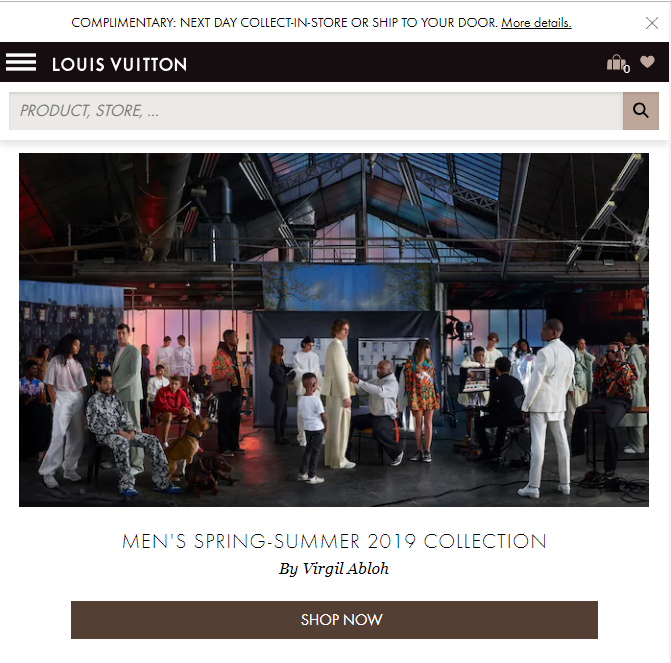 COMPLIMENTARY: NEXT DAY COLLECT-IN-STORE OR SHIP TO YOUR DOOR. More details.
LOUIS VUITTON
0
PRODUCT, STORE, ...
MEN'S SPRING-SUMMER 2019 COLLECTION
By Virgil Abloh
SHOP NOW